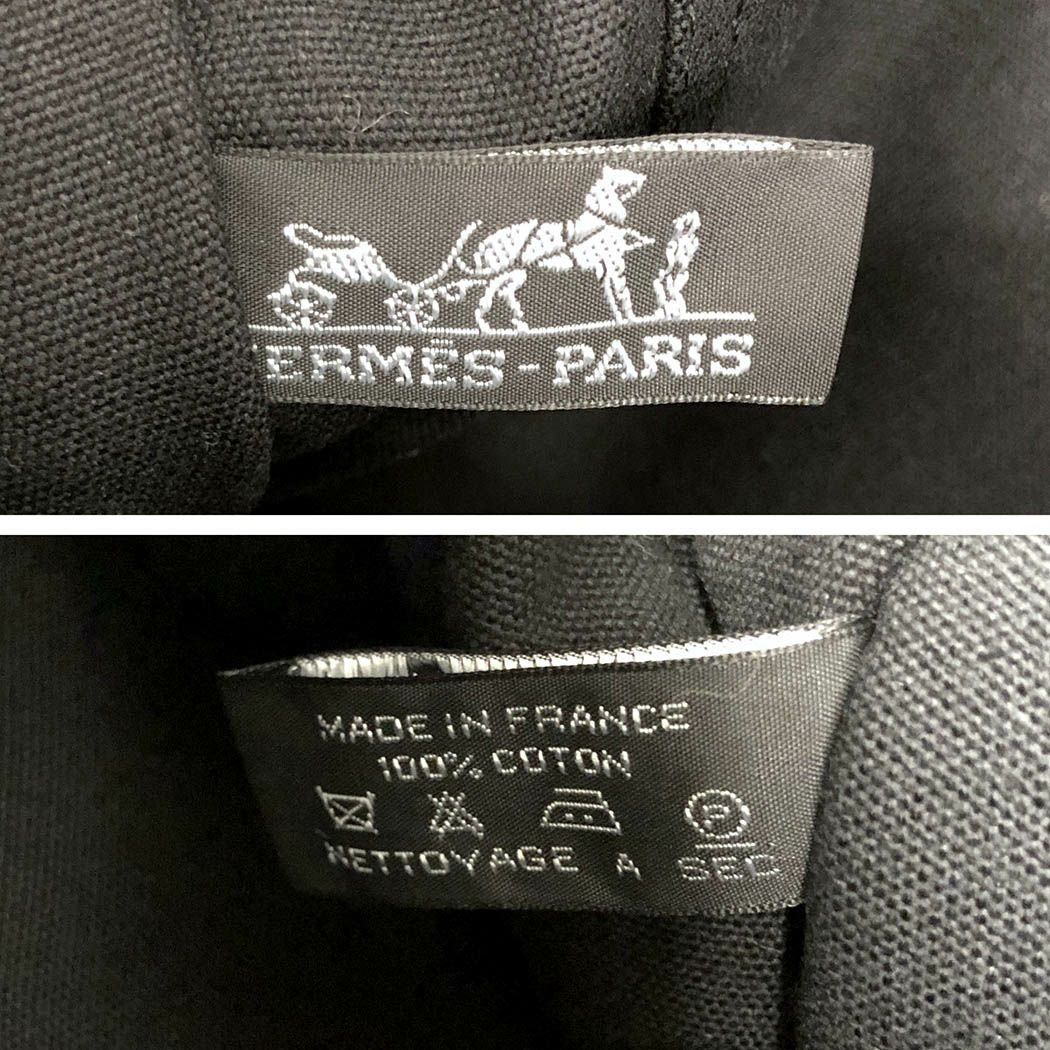 ERMÈS-PARIS
MADE IN FRANCE
100% COTON
P
NETTOYAGE A SEC